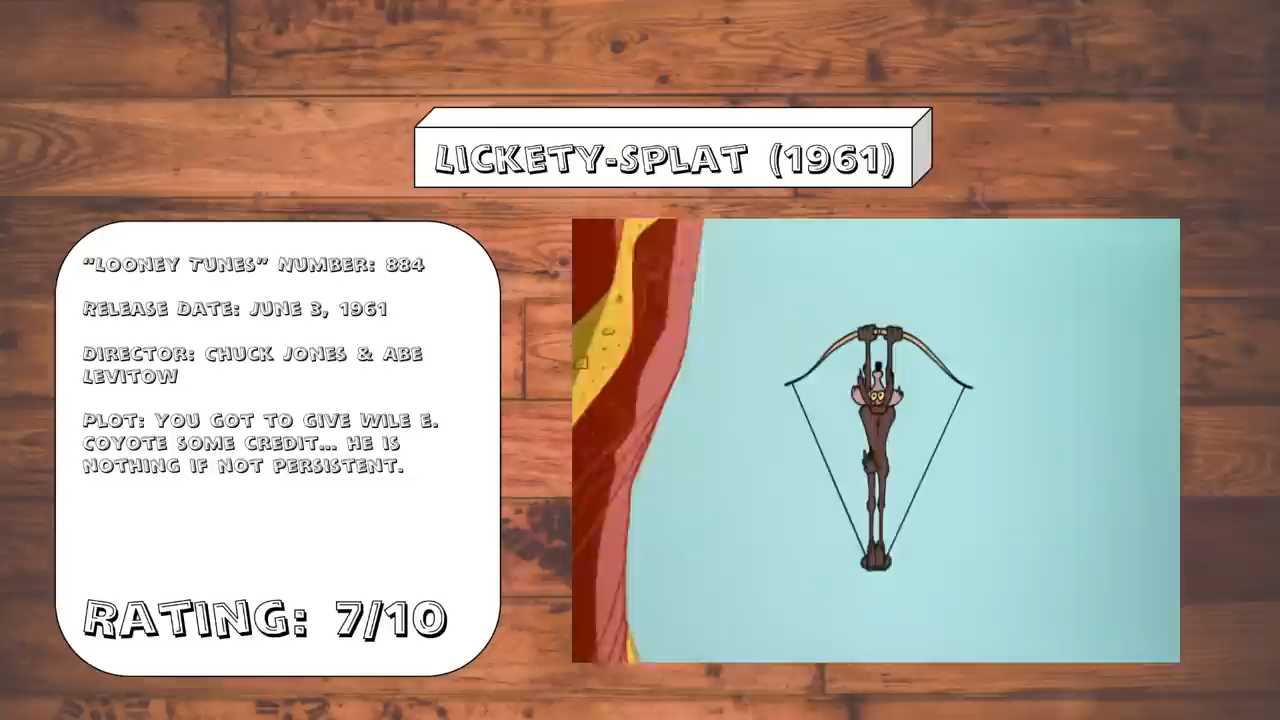 LICKETY-SPLAT (1961)
"LOONEY TUNES" NUMBER: 884
RELEASE DATE: JUNE 3, 1961
DIRECTOR: CHUCK JONES & ABE
LEVITOW
PLOT: YOU GOT TO GIVE WILE E.
COYOTE SOME CREDIT... HE IS
NOTHING IF NOT PERSISTENT.
RATING: 7/10